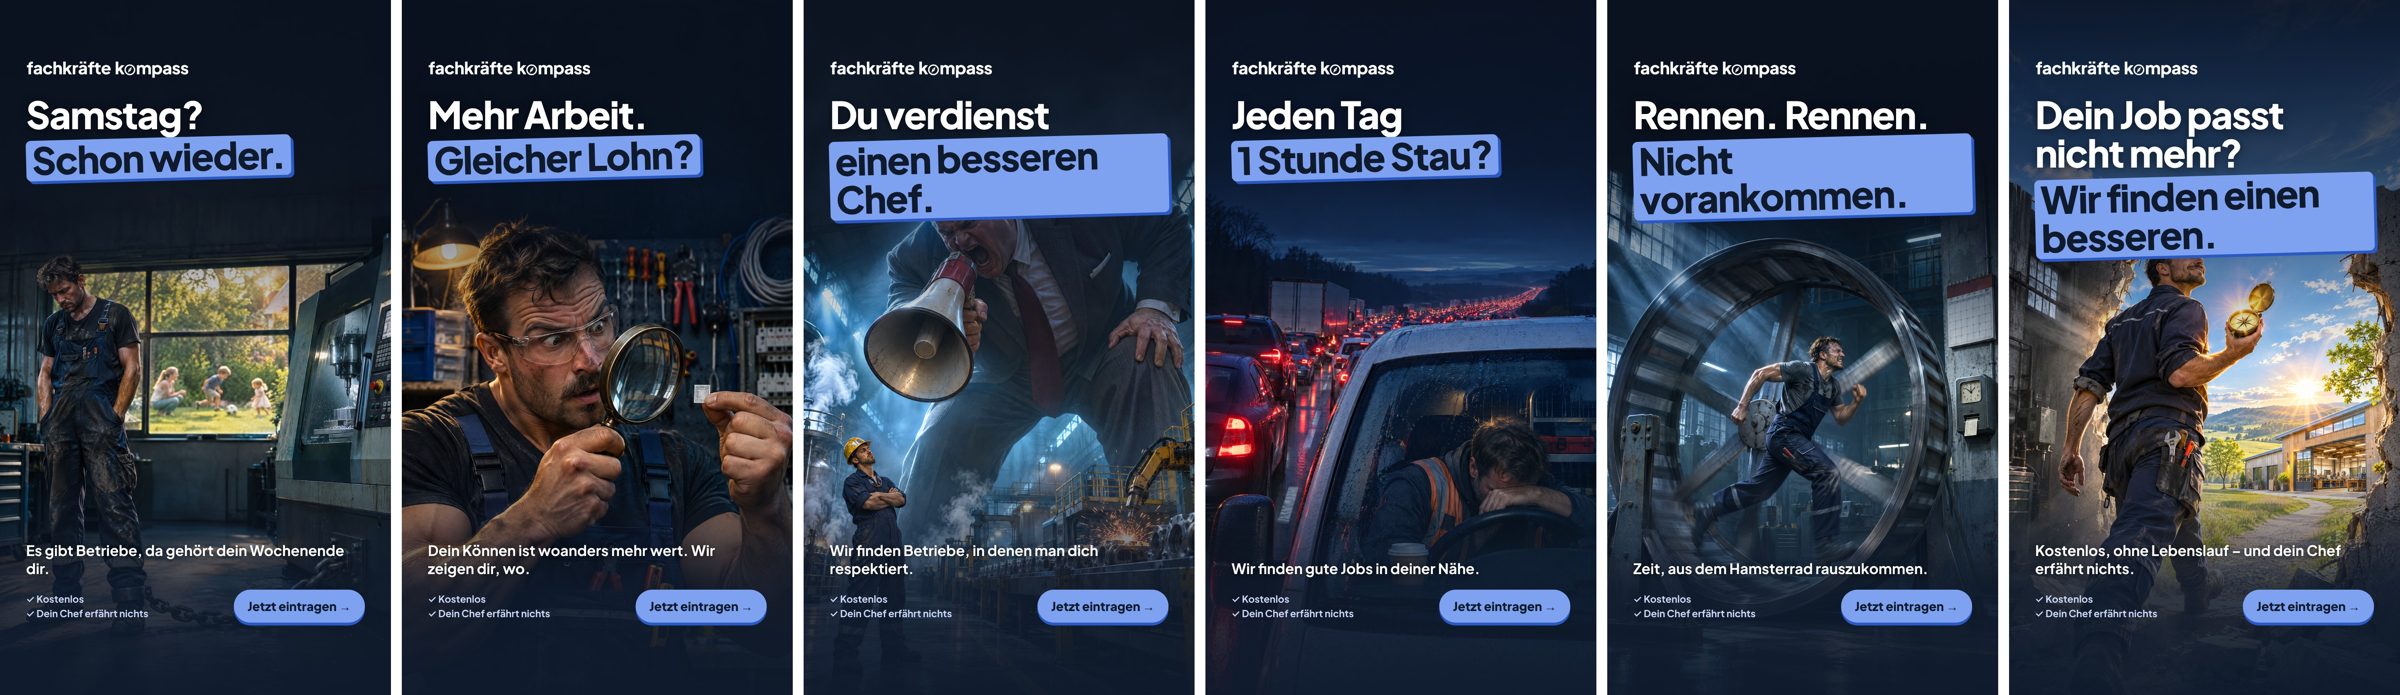 fachkräfte kompass
Samstag?
Schon wieder.
Es gibt Betriebe, da gehört dein Wochenende
dir.
✓ Kostenlos
✓ Dein Chef erfährt nichts
Jetzt eintragen →
fachkräfte kompass
Mehr Arbeit.
Gleicher Lohn?
Dein Können ist woanders mehr wert. Wir
zeigen dir, wo.
✓ Kostenlos
✓ Dein Chef erfährt nichts
Jetzt eintragen →
fachkräfte kompass
Du verdienst
einen besseren
Chef.
Wir finden Betriebe, in denen man dich
respektiert.
✓ Kostenlos
✓ Dein Chef erfährt nichts
Jetzt eintragen →
fachkräfte kompass
Jeden Tag
1 Stunde Stau?
Wir finden gute Jobs in deiner Nähe.
✓ Kostenlos
✓ Dein Chef erfährt nichts
Jetzt eintragen →
fachkräfte kompass
Rennen. Rennen.
Nicht
vorankommen.
Zeit, aus dem Hamsterrad rauszukommen.
✓ Kostenlos
✓ Dein Chef erfährt nichts
Jetzt eintragen →
fachkräfte kompass
Dein Job passt
nicht mehr?
Wir finden einen
besseren.
Kostenlos, ohne Lebenslauf – und dein Chef
erfährt nichts.
✓ Kostenlos
✓ Dein Chef erfährt nichts
Jetzt eintragen →